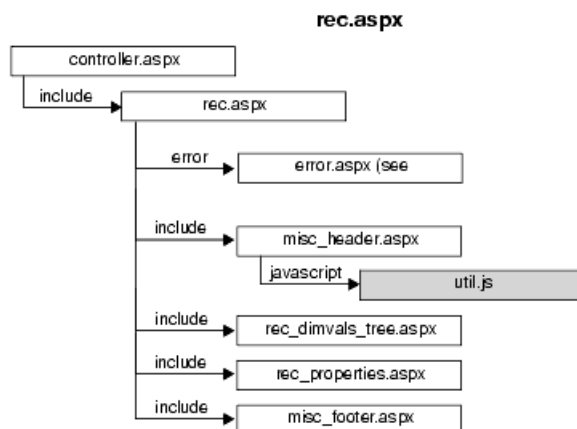 rec.aspx
controller.aspx
include
rec.aspx
error
error.aspx (see
include
misc_header.aspx
javascript
util.js
include
rec_dimvals_tree.aspx
include
rec_properties.aspx
include
misc_footer.aspx